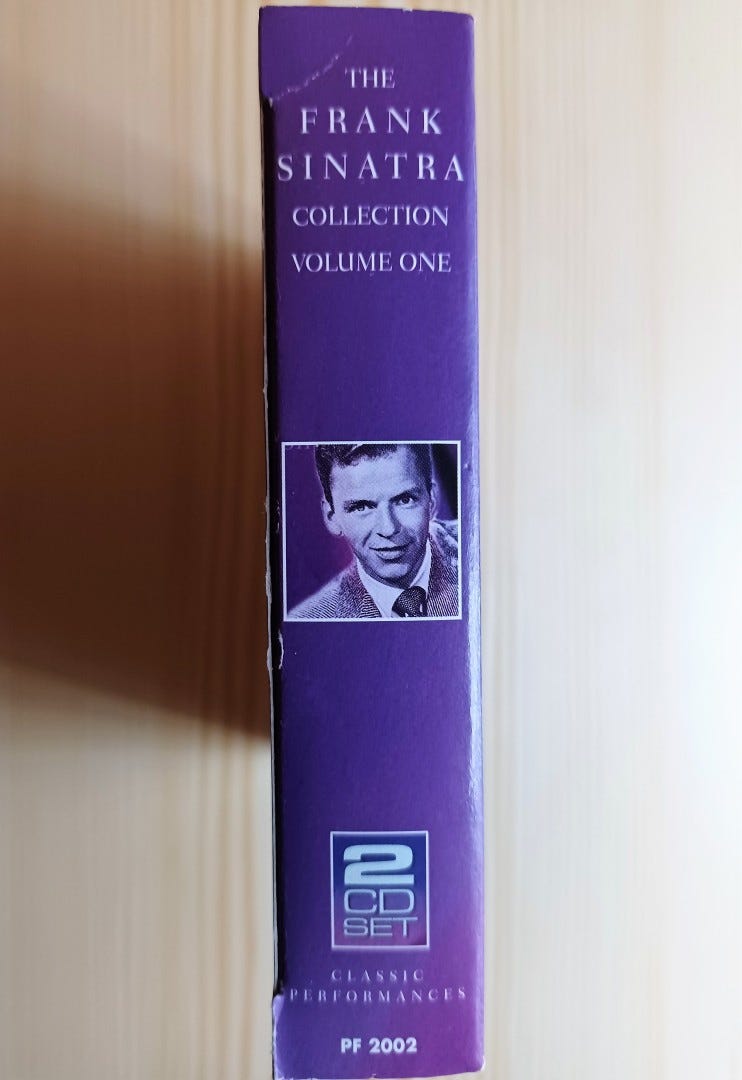 THE
FRANK
SINATRA
COLLECTION
VOLUME ONE
2
CD
SET
CLASSIC
PERFORMANCES
PF 2002